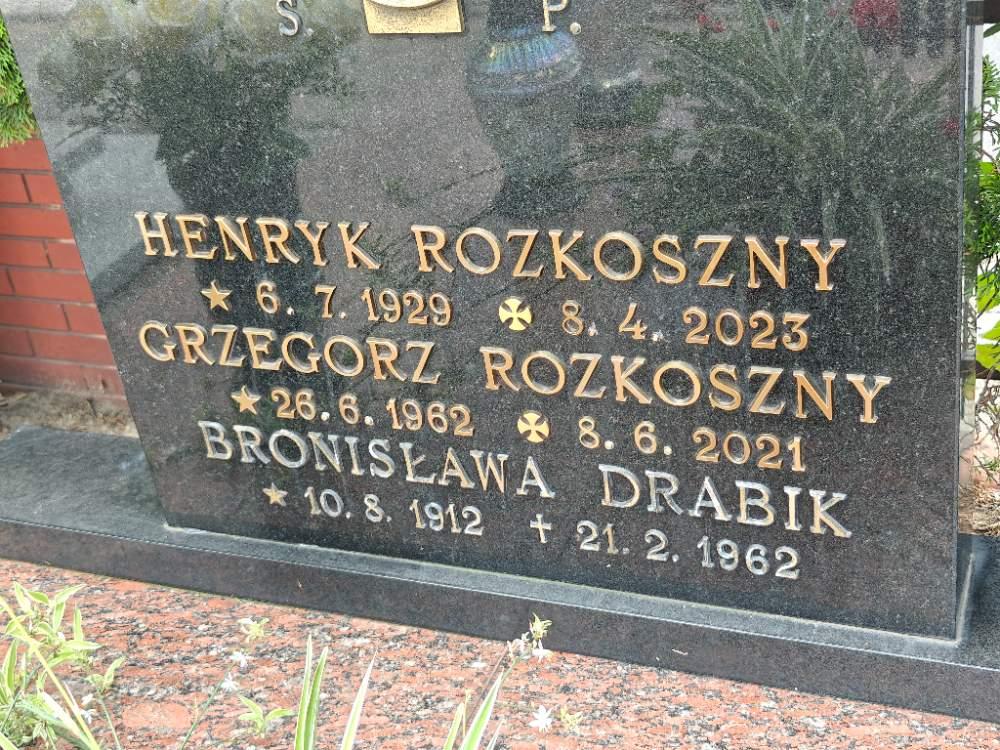 S. P.
HENRYK ROZKOSZNY
6. 7. 1929 8. 4. 2023
GRZEGORZ ROZKOSZNY
26. 6. 1962 8. 6. 2021
BRONISŁAWA DRABIK
10. 8. 1912 21. 2. 1962